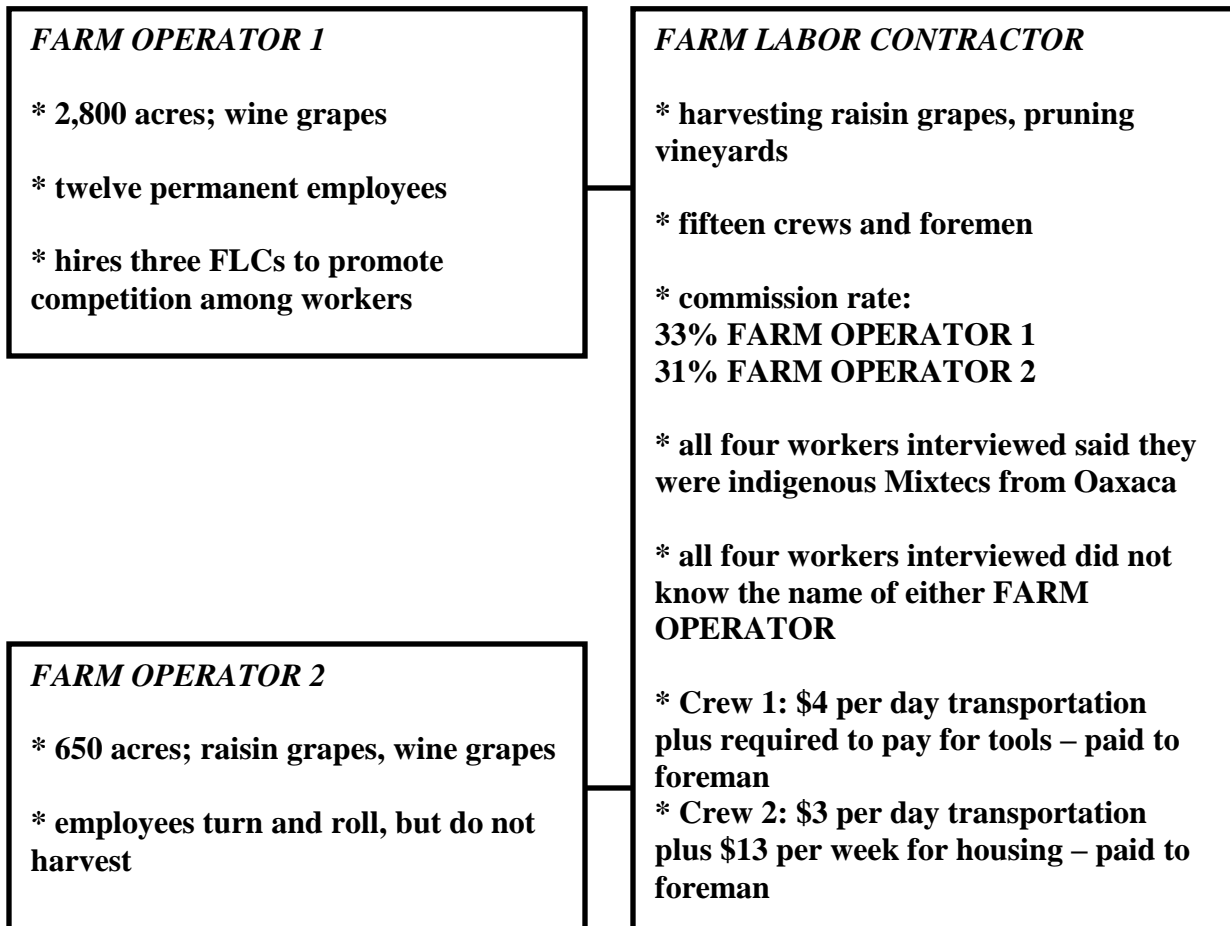 FARM OPERATOR 1
* 2,800 acres; wine grapes
* twelve permanent employees
* hires three FLCs to promote
competition among workers
FARM OPERATOR 2
* 650 acres; raisin grapes, wine grapes
* employees turn and roll, but do not
harvest
FARM LABOR CONTRACTOR
* harvesting raisin grapes, pruning
vineyards
* fifteen crews and foremen
* commission rate:
33% FARM OPERATOR 1
31% FARM OPERATOR 2
* all four workers interviewed said they
were indigenous Mixtecs from Oaxaca
* all four workers interviewed did not
know the name of either FARM
OPERATOR
* Crew 1: $4 per day transportation
plus required to pay for tools – paid to
foreman
* Crew 2: $3 per day transportation
plus $13 per week for housing – paid to
foreman